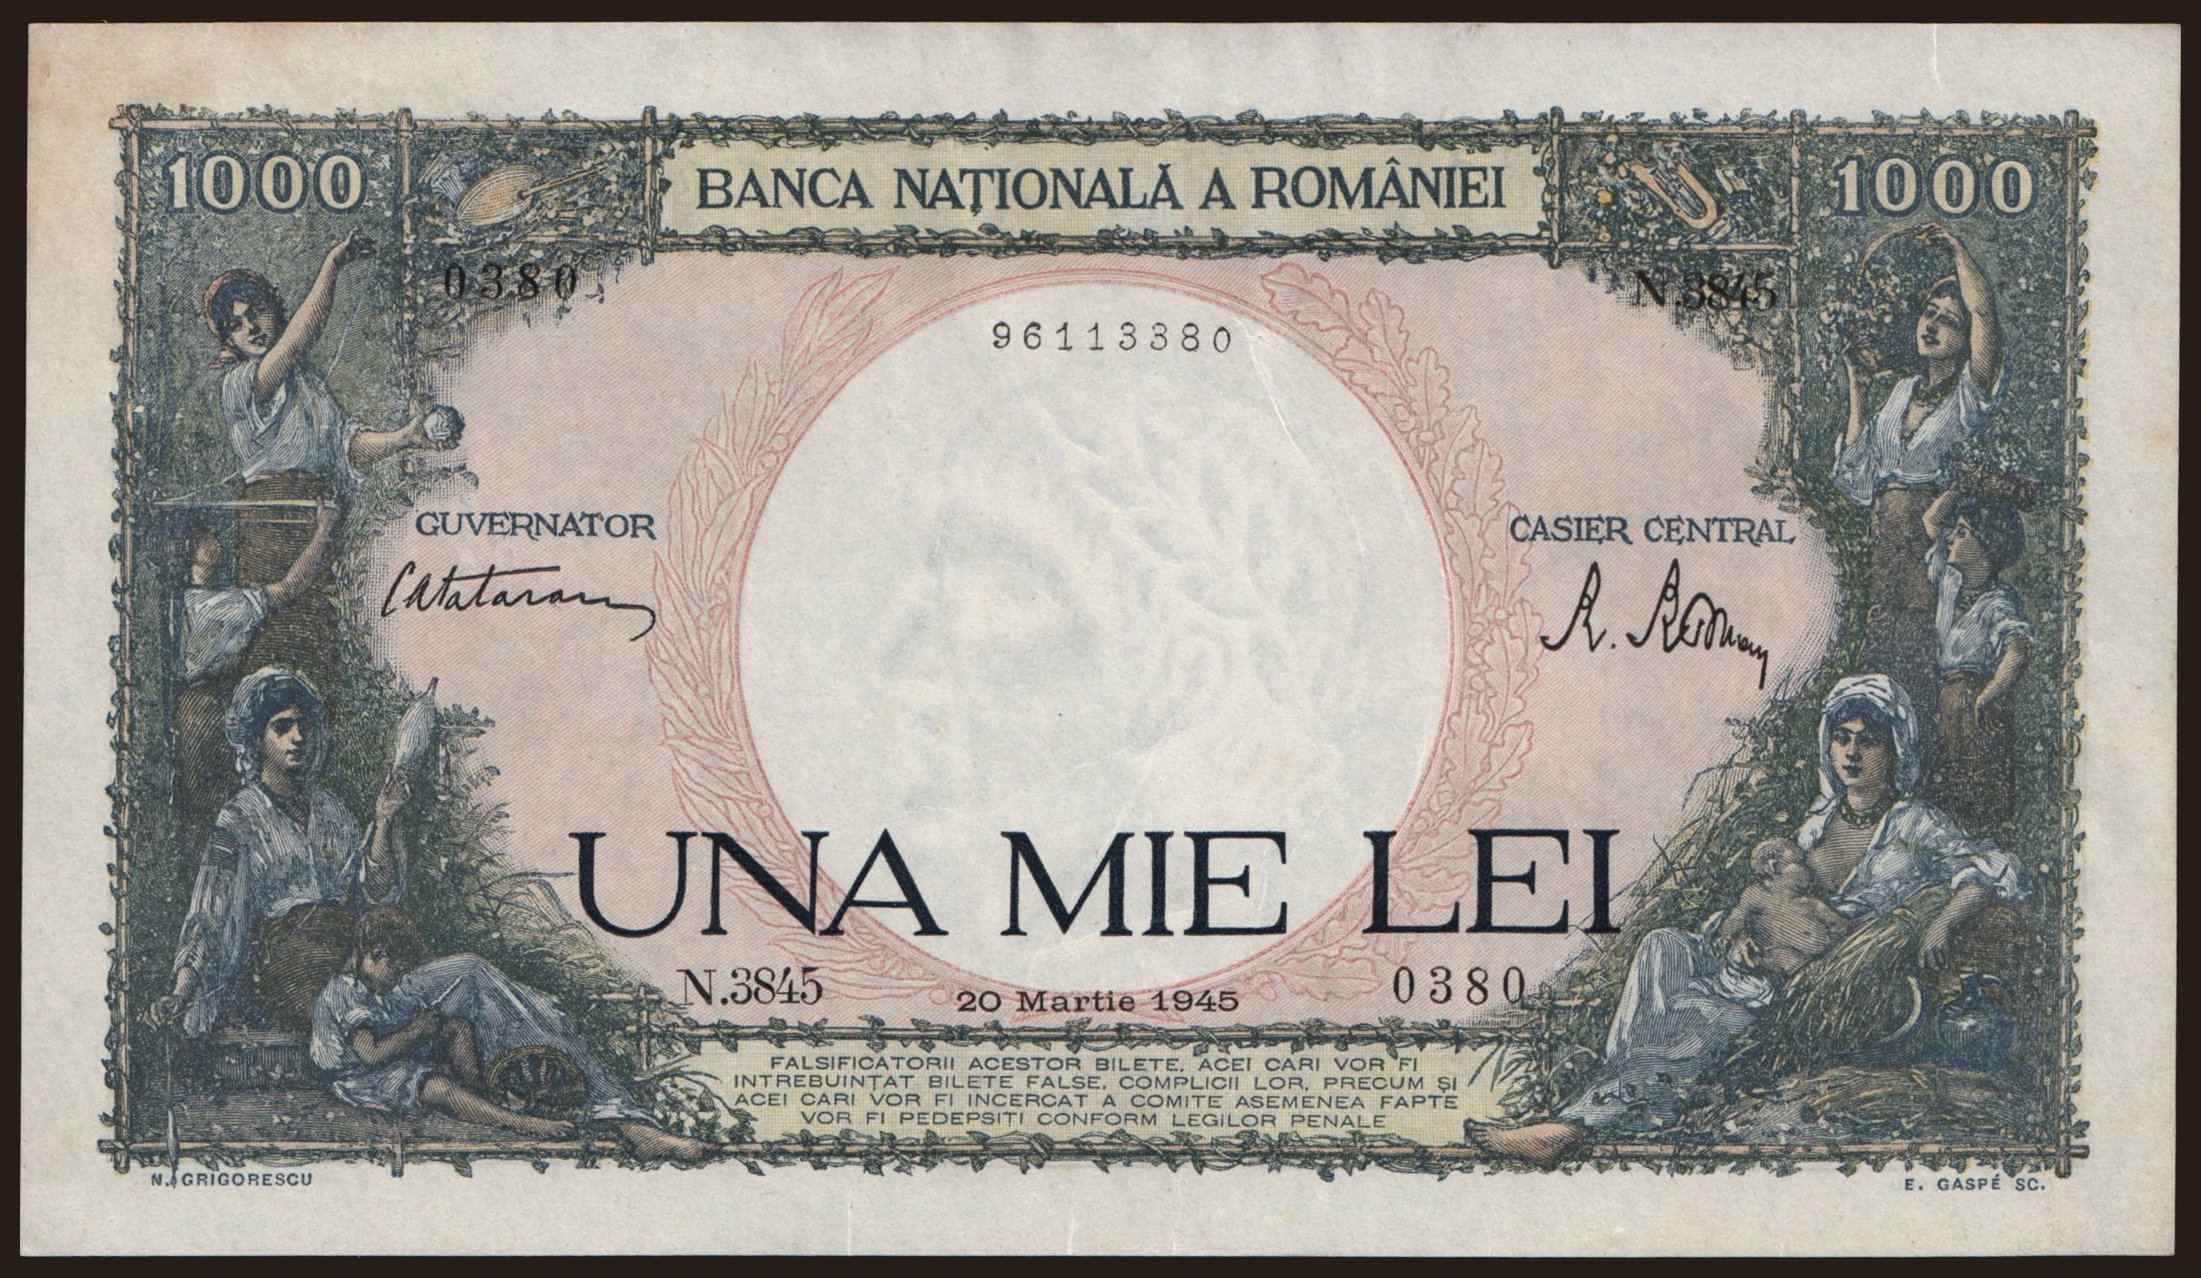 1000
BANCA NAȚIONALĂ A ROMÂNIEI
1000
0380
N.3845
96113380
GUVERNATOR
CASIER CENTRAL
UNA MIE LEI
N.3845
20 Martie 1945
0380
FALSIFICATORII ACESTOR BILETE, ACEI CARI VOR FI
INTREBUINȚAT BILETE FALSE, COMPLICII LOR, PRECUM ȘI
ACEI CARI VOR FI INCERCAT A COMITE ASEMENEA FAPTE
VOR FI PEDEPSIȚI CONFORM LEGILOR PENALE
N. GRIGORESCU
E. GASPÉ SC.